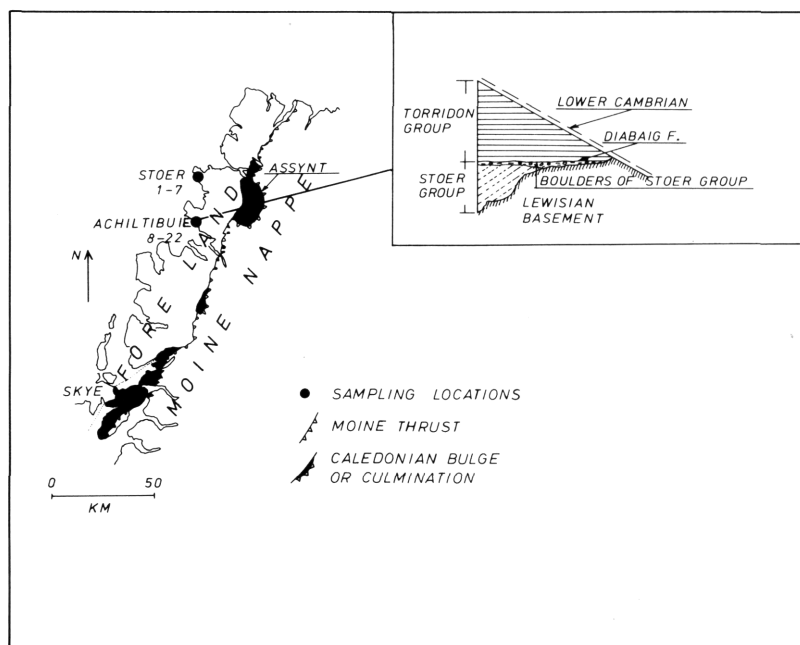 STOER
1-7
ACHILTIBUIE
8-22
ASSYNT
N
FORELAND
MOINE NAPPE
SKYE
0 50
KM
SAMPLING LOCATIONS
MOINE THRUST
CALEDONIAN BULGE
OR CULMINATION
TORRIDON
GROUP
LOWER CAMBRIAN
DIABAIG F.
STOER
GROUP
BOULDERS OF STOER GROUP
LEWISIAN
BASEMENT